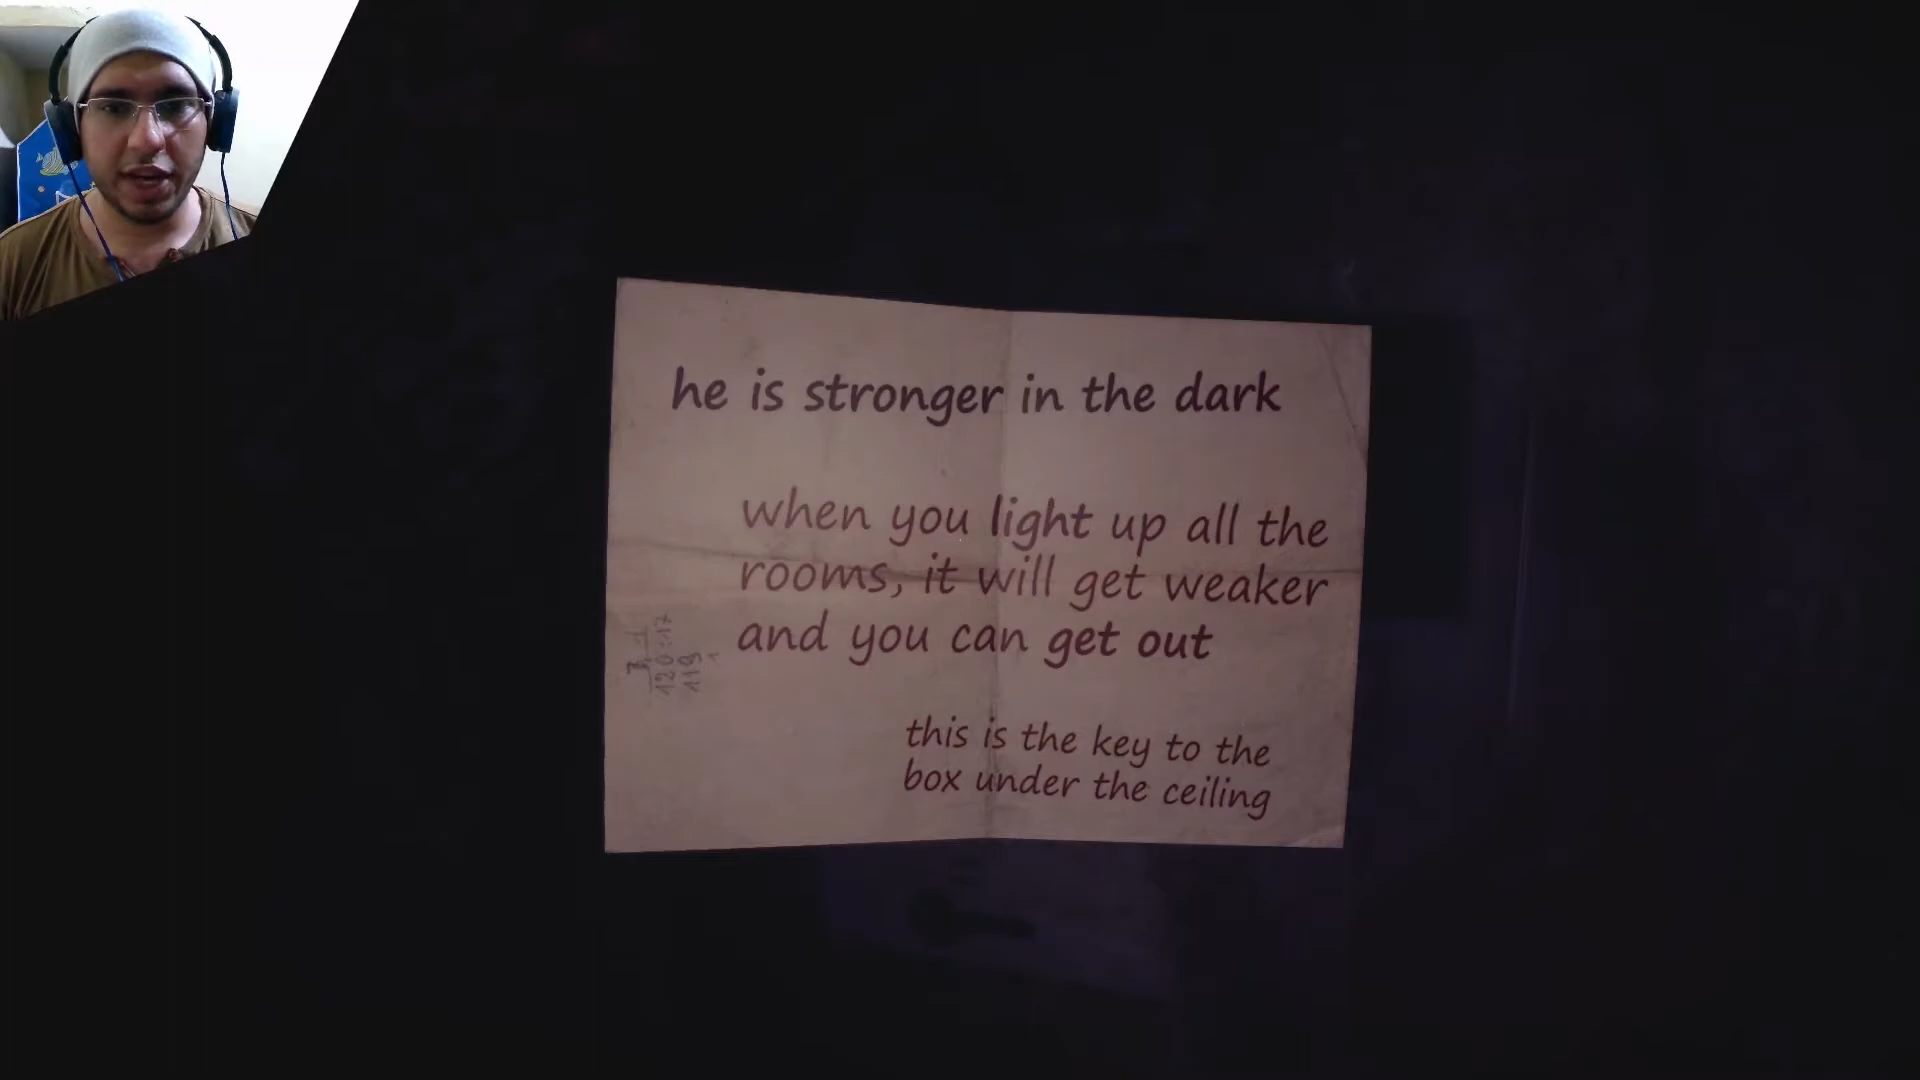 he is stronger in the dark
when you light up all the
rooms, it will get weaker
and you can get out
this is the key to the
box under the ceiling